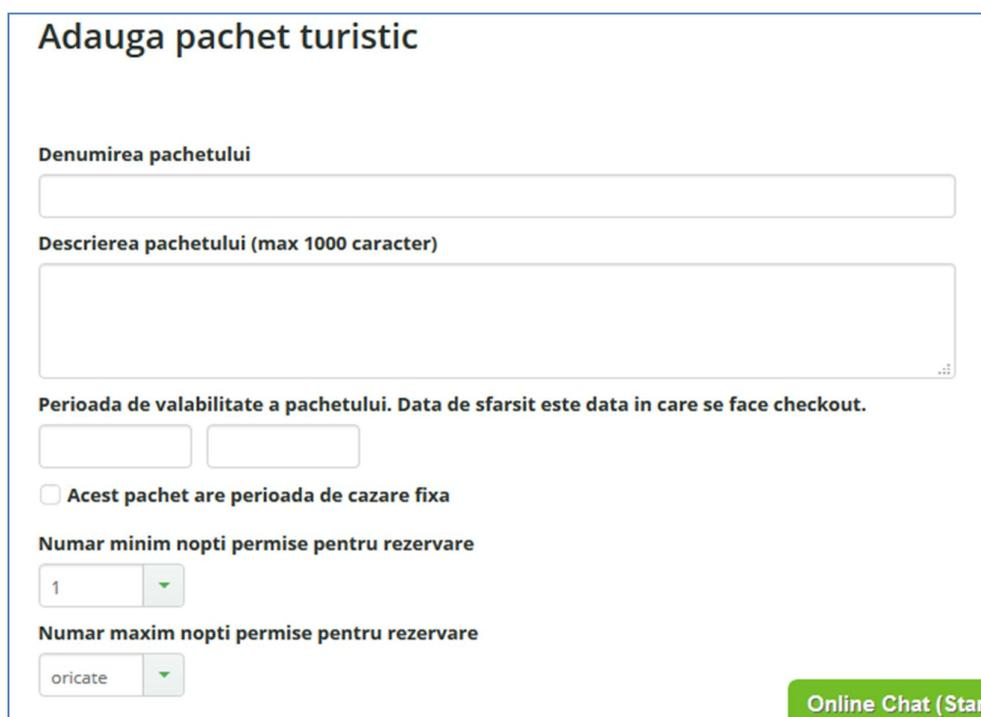 Adauga pachet turistic
Denumirea pachetului
Descrierea pachetului (max 1000 caracter)
Perioada de valabilitate a pachetului. Data de sfarsit este data in care se face checkout.
Acest pachet are perioada de cazare fixa
Numar minim nopti permise pentru rezervare
1
Numar maxim nopti permise pentru rezervare
oricate
Online Chat (Star